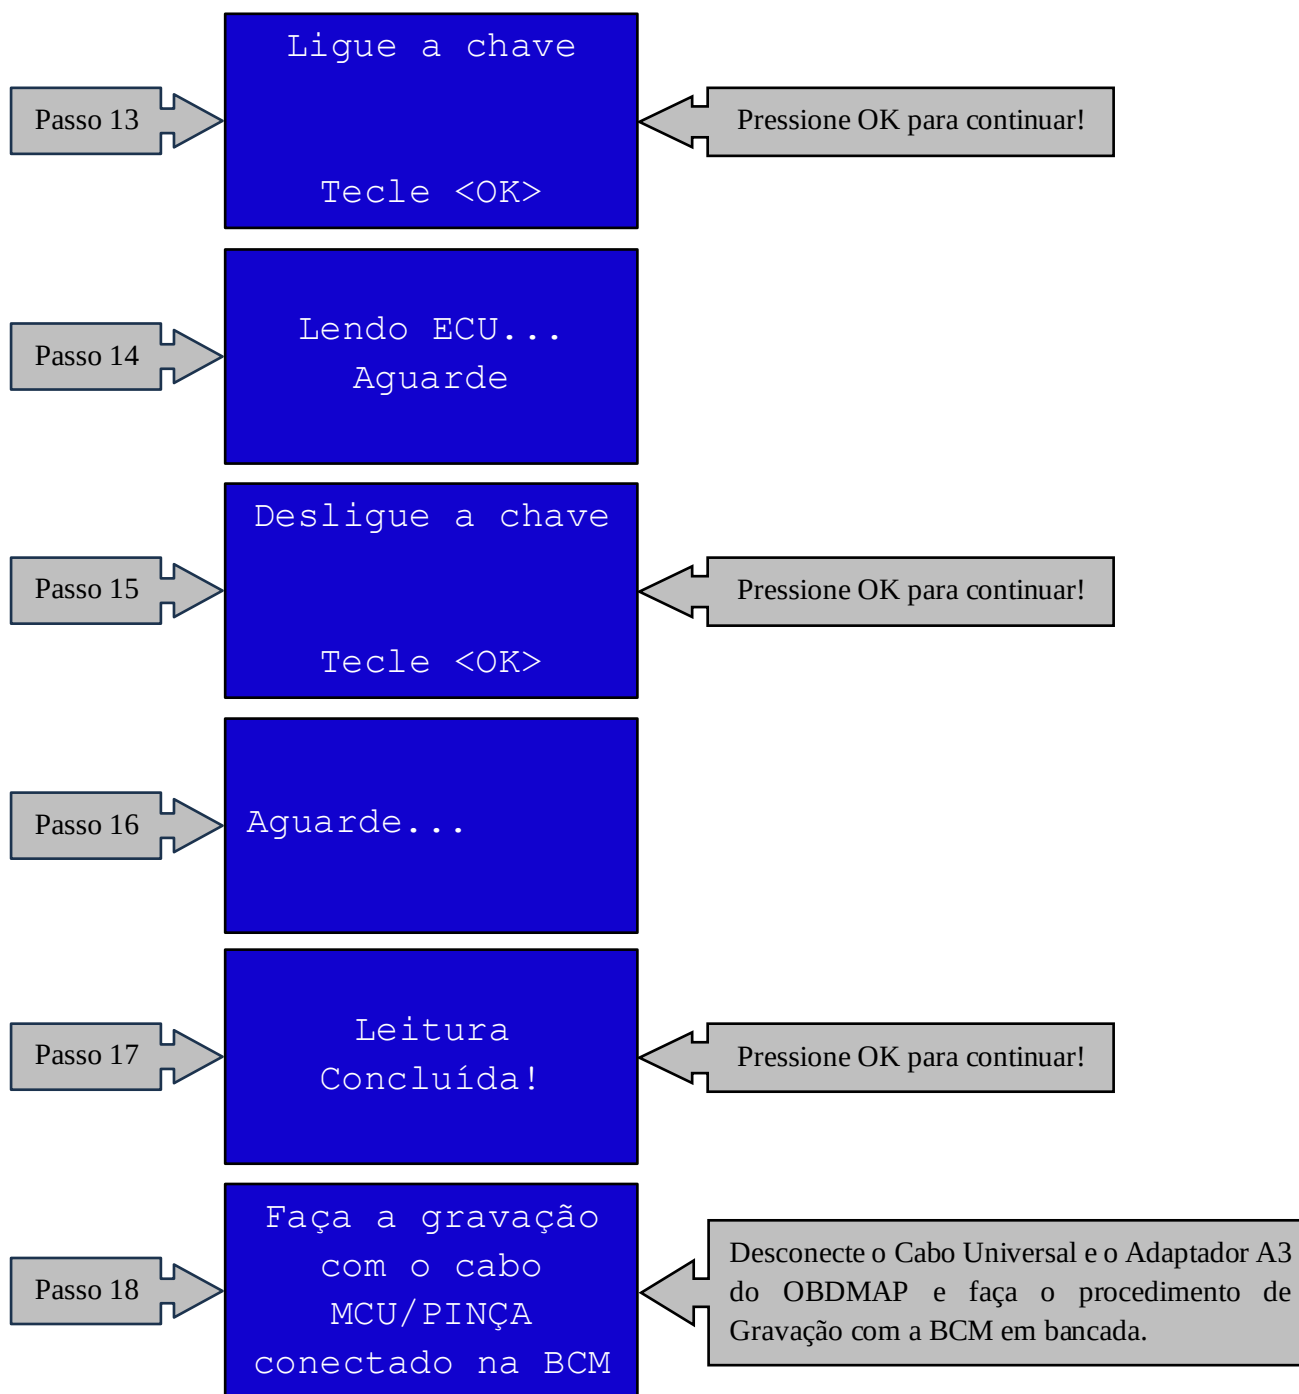 Passo 13
Ligue a chave
Tecle <OK>
Pressione OK para continuar!
Passo 14
Lendo ECU...
Aguarde
Passo 15
Desligue a chave
Tecle <OK>
Pressione OK para continuar!
Passo 16
Aguarde...
Passo 17
Leitura
Concluída!
Pressione OK para continuar!
Passo 18
Faça a gravação
com o cabo
MCU/PINÇA
conectado na BCM
Desconecte o Cabo Universal e o Adaptador A3
do OBDMAP e faça o procedimento de
Gravação com a BCM em bancada.